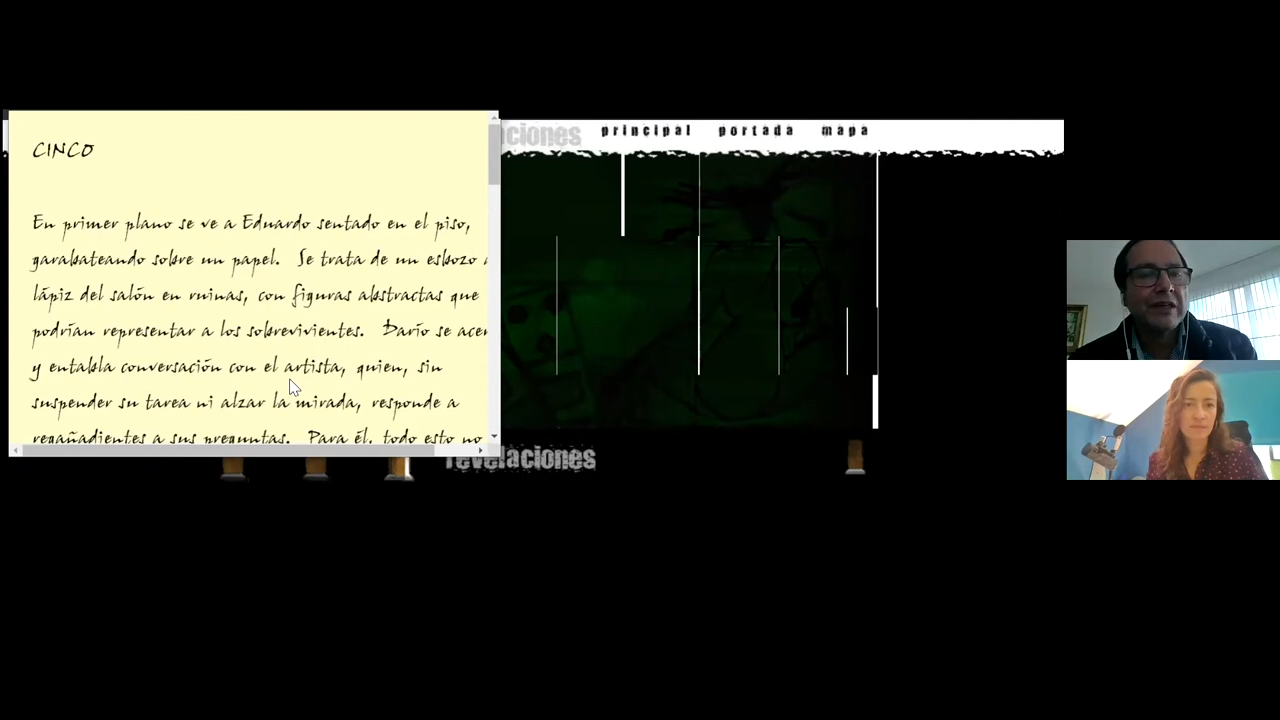 ciones principal portada mapa
CINCO
En primer plano se ve a Eduardo sentado en el piso,
garabateando sobre un papel. Se trata de un esbozo a
lápiz del salón en ruinas, con figuras abstractas que
podrían representar a los sobrevivientes. Darío se acer
y entabla conversación con el artista, quien, sin
suspender su tarea ni alzar la mirada, responde a
regañadientes a sus preguntas. Para él, todo esto no
revelaciones